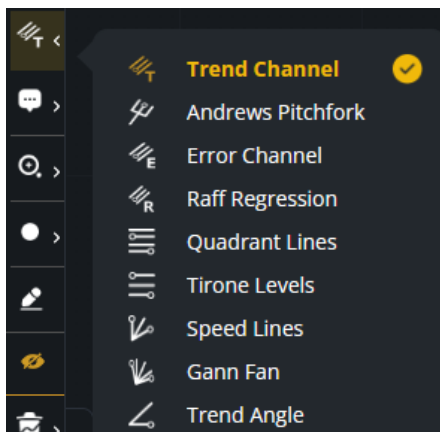 Trend Channel
Andrews Pitchfork
Error Channel
Raff Regression
Quadrant Lines
Tirone Levels
Speed Lines
Gann Fan
Trend Angle